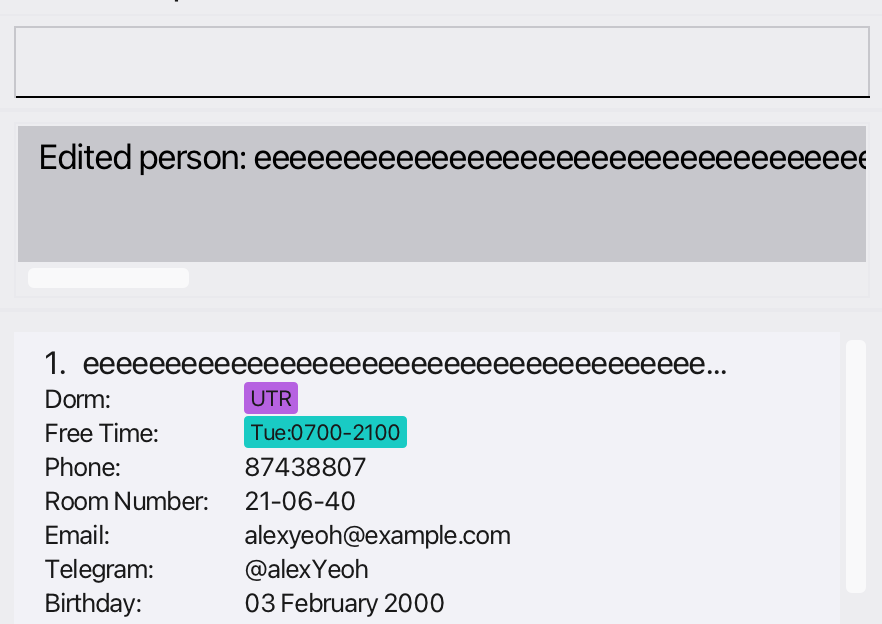 Edited person: eeeeeeeeeeeeeeeeeeeeeeeeeeeeeeeeeee
1. eeeeeeeeeeeeeeeeeeeeeeeeeeeeeeeeeeeeee...
Dorm: UTR
Free Time: Tue:0700-2100
Phone: 87438807
Room Number: 21-06-40
Email: alexyeoh@example.com
Telegram: @alexYeoh
Birthday: 03 February 2000